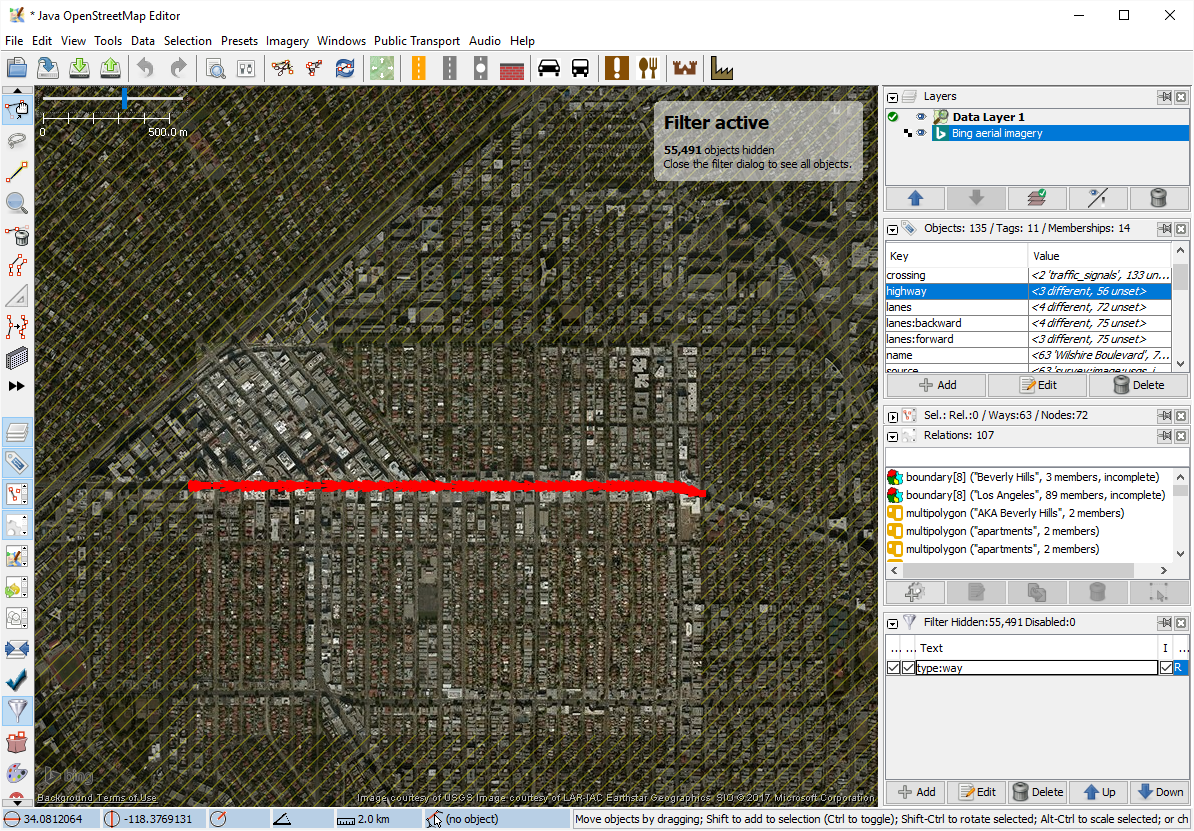 * Java OpenStreetMap Editor
File Edit View Tools Data Selection Presets Imagery Windows Public Transport Audio Help
0 500.0 m
Filter active
55,491 objects hidden
Close the filter dialog to see all objects.
bing
Background Terms of Use
Image courtesy of USGS Image courtesy of LAR-IAC Earthstar Geographics SIO © 2017 Microsoft Corporation
Layers
Data Layer 1
Bing aerial imagery
Objects: 135 / Tags: 11 / Memberships: 14
Key Value
crossing <2 'traffic_signals', 133 un...
highway <3 different, 56 unset>
lanes <4 different, 72 unset>
lanes:backward <4 different, 75 unset>
lanes:forward <3 different, 75 unset>
name <63 'Wilshire Boulevard', 7...
source <63 'survey;image;usgs_i...
Add Edit Delete
Sel.: Rel.:0 / Ways:63 / Nodes:72
Relations: 107
boundary[8] ("Beverly Hills", 3 members, incomplete)
boundary[8] ("Los Angeles", 89 members, incomplete)
multipolygon ("AKA Beverly Hills", 2 members)
multipolygon ("apartments", 2 members)
multipolygon ("apartments", 2 members)
Filter Hidden:55,491 Disabled:0
... ... Text I ...
type:way R
Add Edit Delete Up Down
34.0812064 -118.3769131 2.0 km (no object) Move objects by dragging; Shift to add to selection (Ctrl to toggle); Shift-Ctrl to rotate selected; Alt-Ctrl to scale selected; or ch